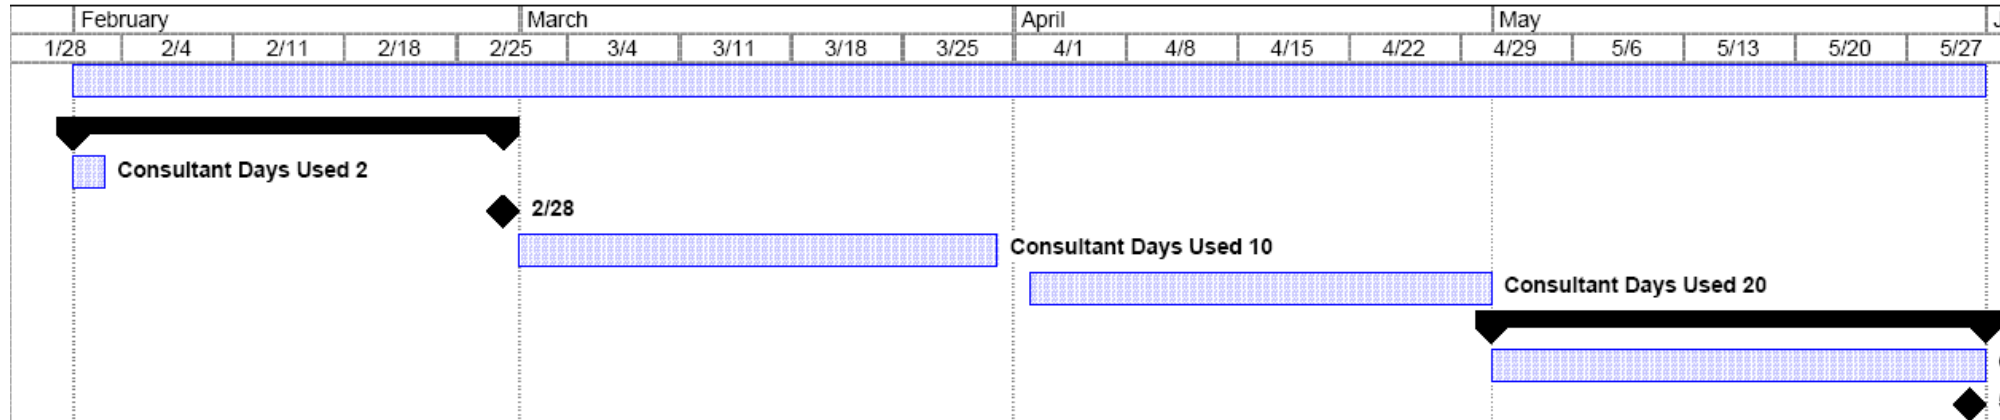 February March April May
1/28 2/4 2/11 2/18 2/25 3/4 3/11 3/18 3/25 4/1 4/8 4/15 4/22 4/29 5/6 5/13 5/20 5/27
Consultant Days Used 2
2/28
Consultant Days Used 10
Consultant Days Used 20